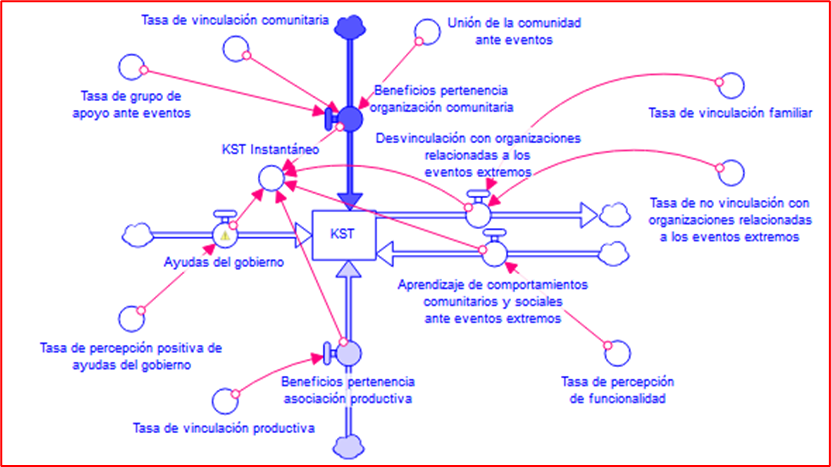 Tasa de vinculación comunitaria
Unión de la comunidad
ante eventos
Tasa de grupo de
apoyo ante eventos
Beneficios pertenencia
organización comunitaria
Tasa de vinculación familiar
KST Instantáneo
Desvinculación con organizaciones
relacionadas a los
eventos extremos
Tasa de no vinculación con
organizaciones relacionadas
a los eventos extremos
KST
Ayudas del gobierno
Aprendizaje de comportamientos
comunitarios y sociales
ante eventos extremos
Tasa de percepción positiva de
ayudas del gobierno
Beneficios pertenencia
asociación productiva
Tasa de percepción
de funcionalidad
Tasa de vinculación productiva